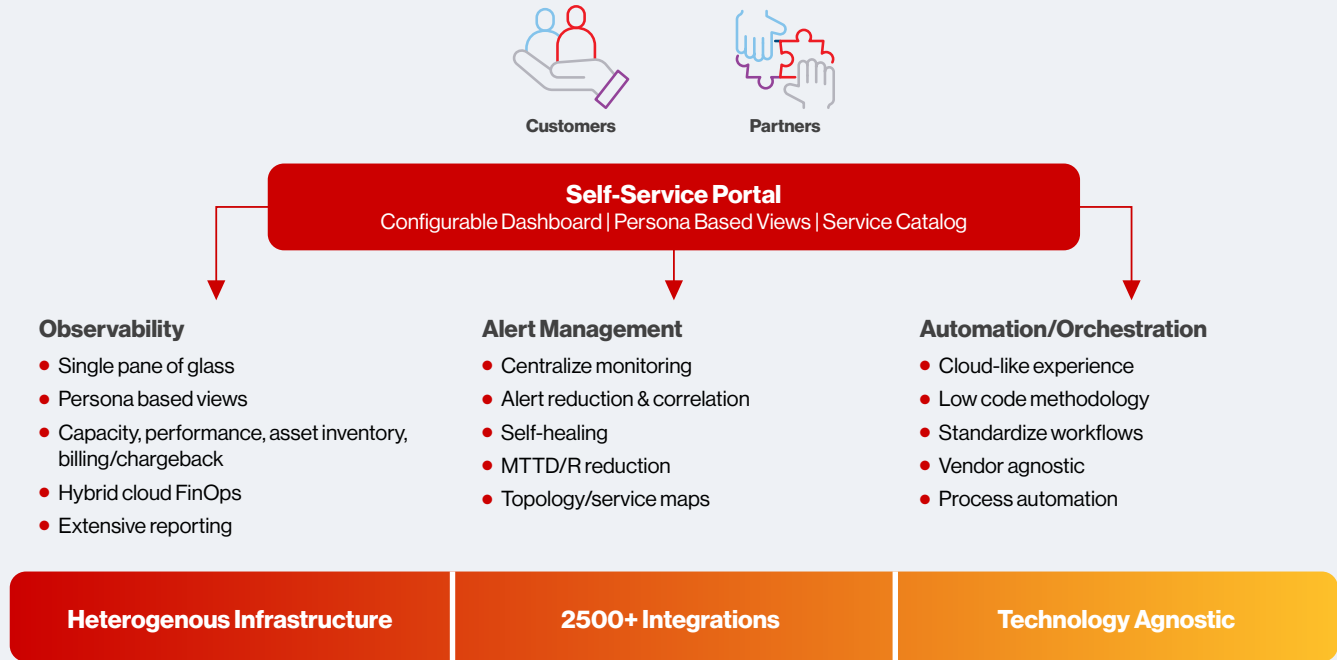 Customers
Partners
Self-Service Portal
Configurable Dashboard | Persona Based Views | Service Catalog
Observability
• Single pane of glass
• Persona based views
• Capacity, performance, asset inventory,
billing/chargeback
• Hybrid cloud FinOps
• Extensive reporting
Alert Management
• Centralize monitoring
• Alert reduction & correlation
• Self-healing
• MTTD/R reduction
• Topology/service maps
Automation/Orchestration
• Cloud-like experience
• Low code methodology
• Standardize workflows
• Vendor agnostic
• Process automation
Heterogenous Infrastructure
2500+ Integrations
Technology Agnostic